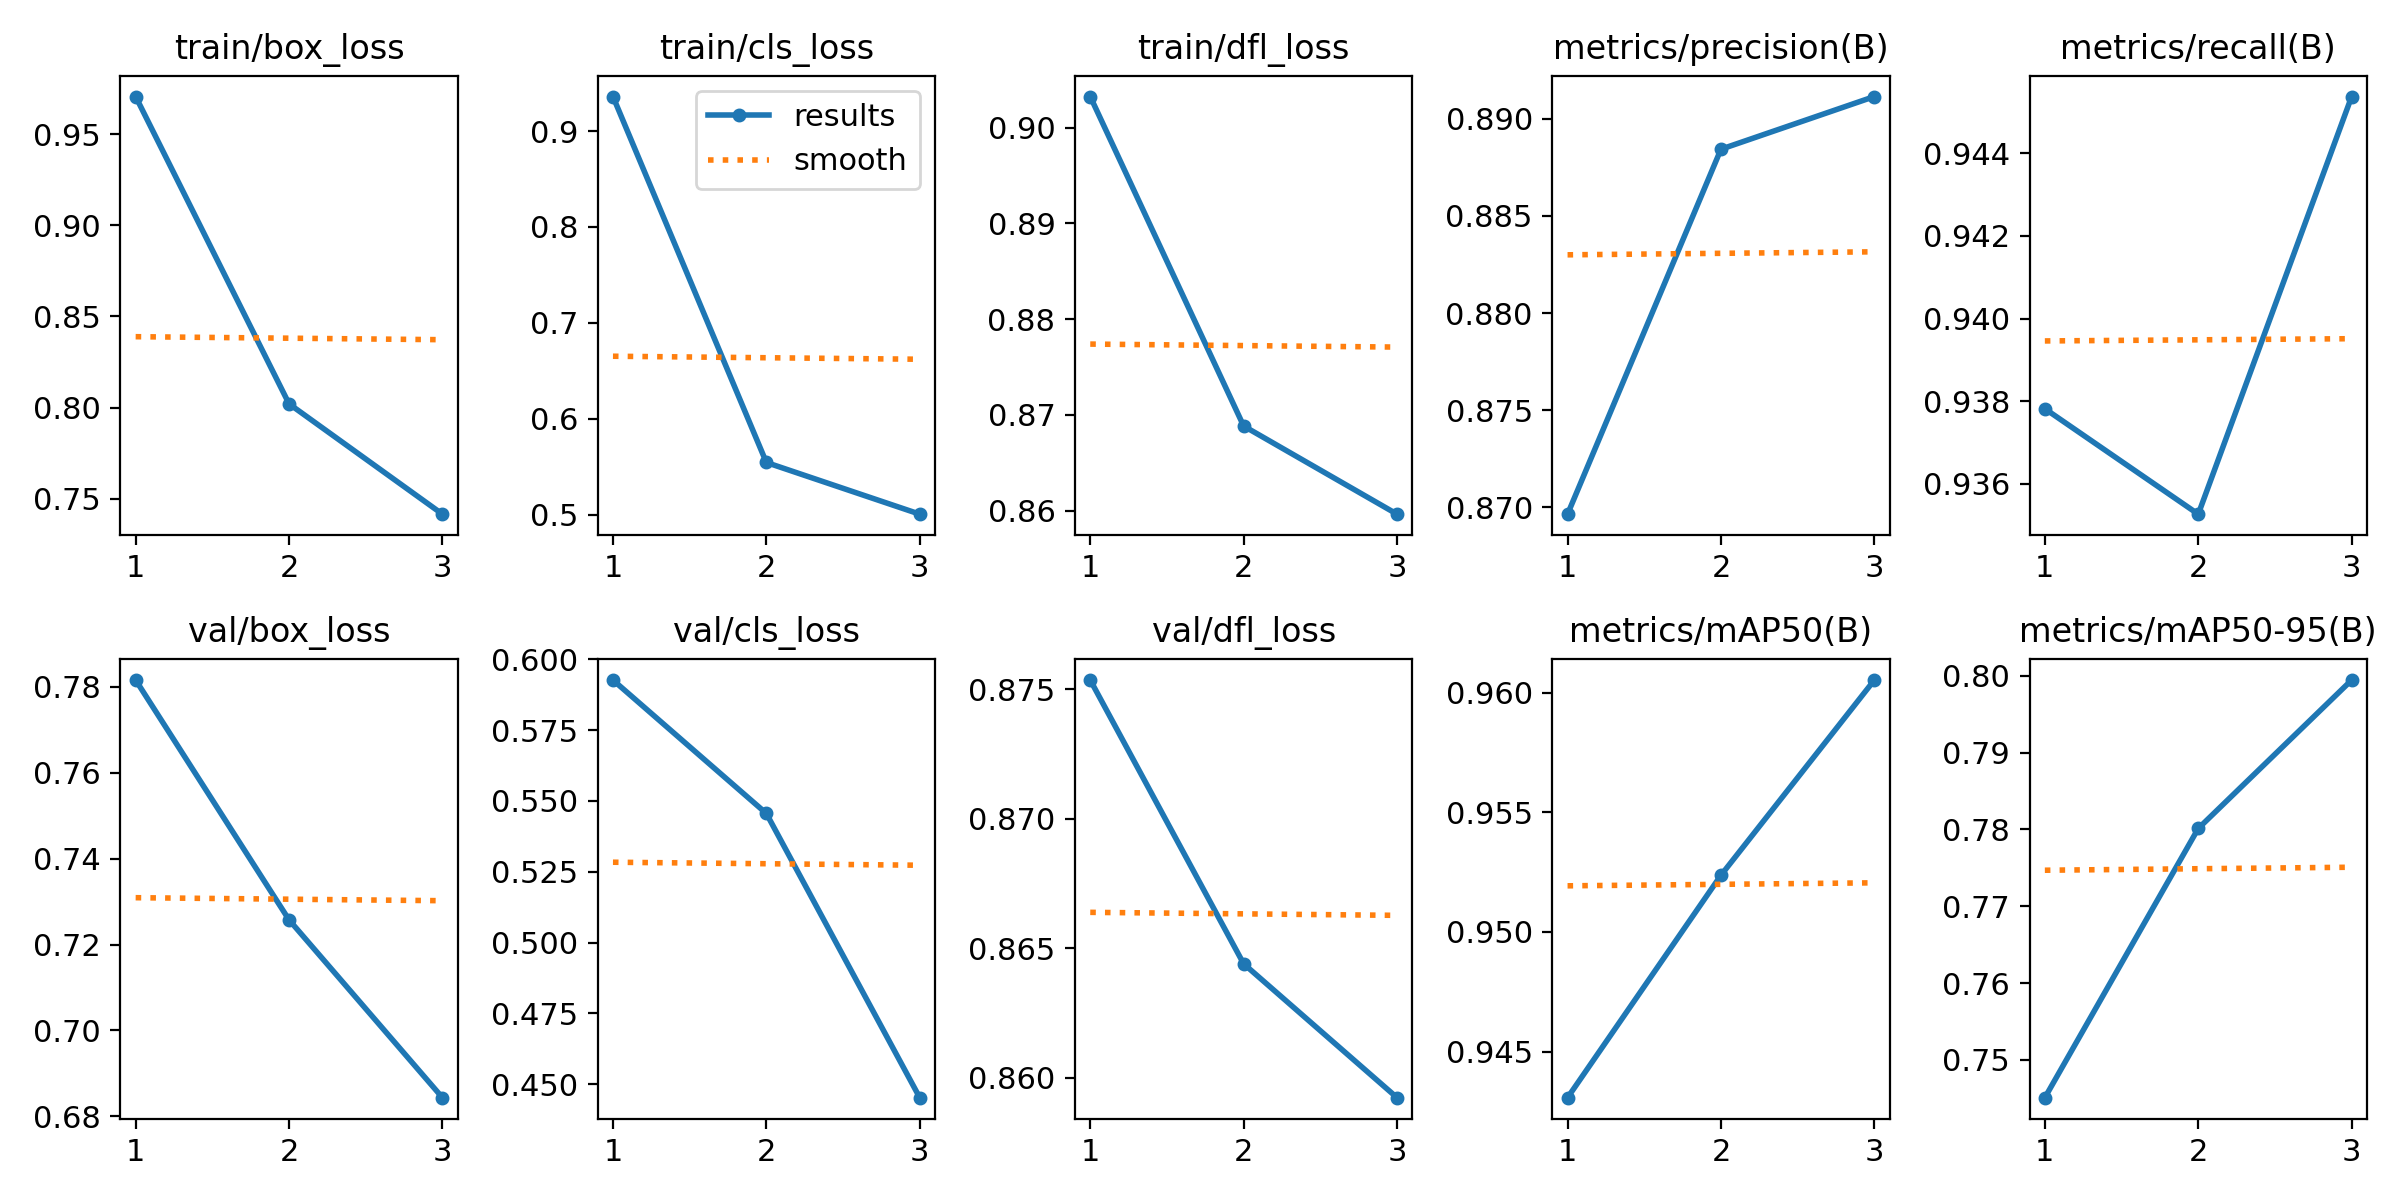 train/box_loss
0.95
0.90
0.85
0.80
0.75
1 2 3
train/cls_loss
results
smooth
0.9
0.8
0.7
0.6
0.5
1 2 3
train/dfl_loss
0.90
0.89
0.88
0.87
0.86
1 2 3
metrics/precision(B)
0.890
0.885
0.880
0.875
0.870
1 2 3
metrics/recall(B)
0.944
0.942
0.940
0.938
0.936
1 2 3
val/box_loss
0.78
0.76
0.74
0.72
0.70
0.68
1 2 3
val/cls_loss
0.600
0.575
0.550
0.525
0.500
0.475
0.450
1 2 3
val/dfl_loss
0.875
0.870
0.865
0.860
1 2 3
metrics/mAP50(B)
0.960
0.955
0.950
0.945
1 2 3
metrics/mAP50-95(B)
0.80
0.79
0.78
0.77
0.76
0.75
1 2 3